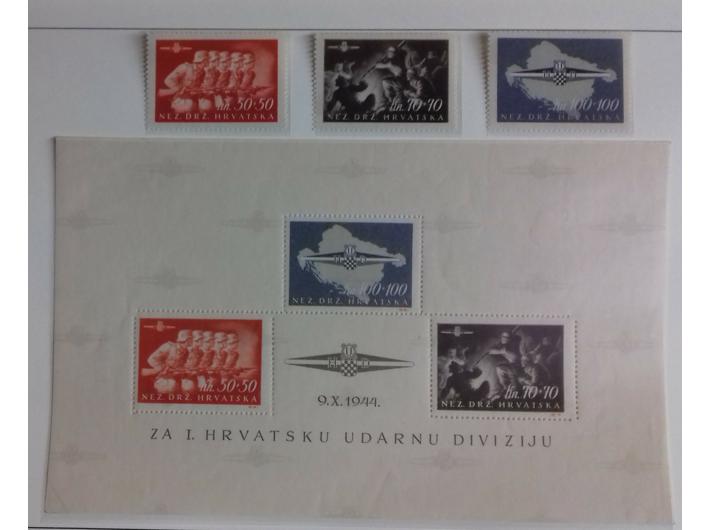 kn. 50+50
NEZ. DRŽ. HRVATSKA
kn. 70+70
NEZ. DRŽ. HRVATSKA
kn 100+100
NEZ. DRŽ. HRVATSKA
kn 100+100
NEZ. DRŽ. HRVATSKA
kn. 50+50
NEZ. DRŽ. HRVATSKA
9.X.1944.
kn. 70+70
NEZ. DRŽ. HRVATSKA
ZA I. HRVATSKU UDARNU DIVIZIJU